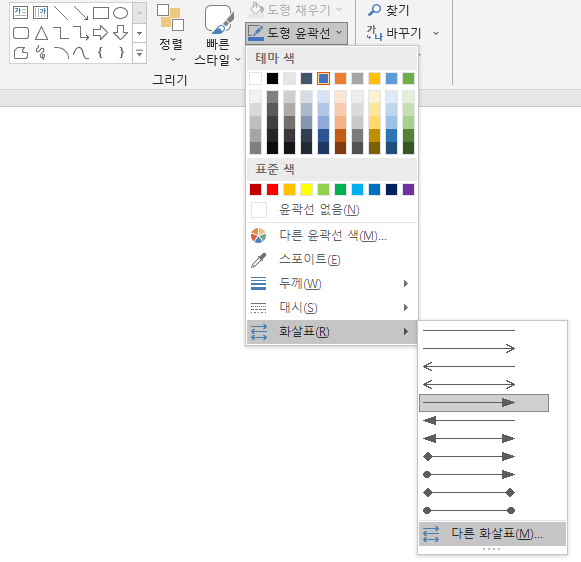 도형 채우기
찾기
정렬
빠른
스타일
도형 윤곽선
바꾸기
그리기
테마 색
표준 색
윤곽선 없음(N)
다른 윤곽선 색(M)...
스포이트(E)
두께(W)
대시(S)
화살표(R)
다른 화살표(M)...